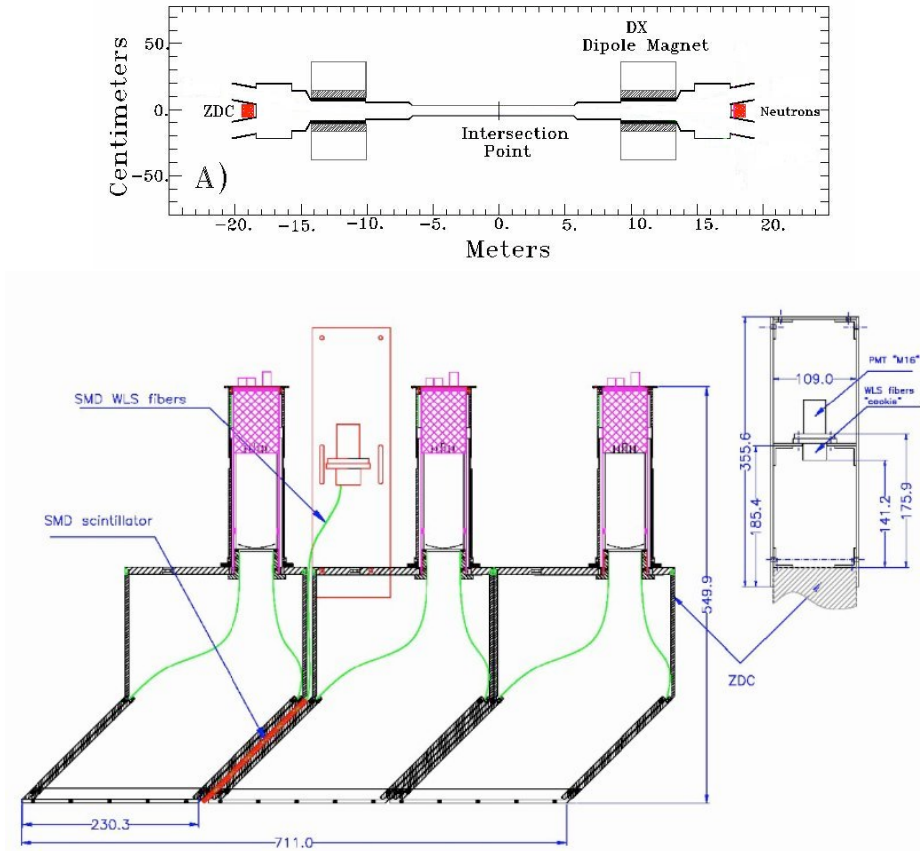 DX
Dipole Magnet
50.
ZDC
0.
Neutrons
Intersection
Point
-50.
A)
Centimeters
-20.
-15.
-10.
-5.
0.
5.
10.
15.
20.
Meters
SMD WLS fibers
SMD scintillator
PMT "M16"
WLS fibers
"cookie"
109.0
355.6
185.4
141.2
175.9
549.9
ZDC
230.3
711.0